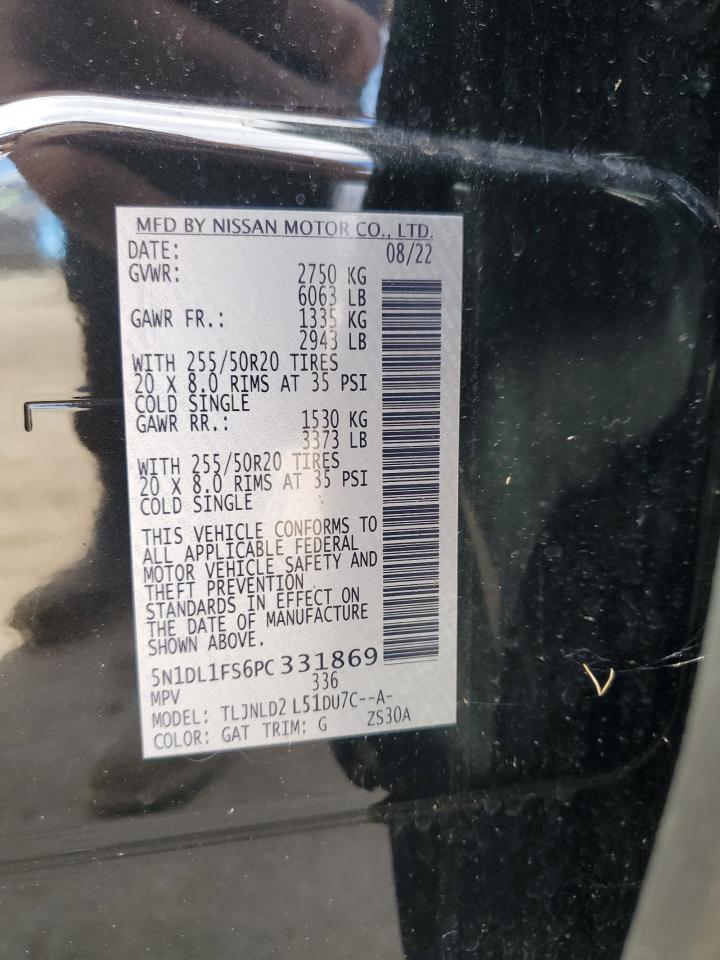 MFD BY NISSAN MOTOR CO., LTD.
DATE: 08/22
GVWR: 2750 KG
6063 LB
GAWR FR.: 1335 KG
2943 LB
WITH 255/50R20 TIRES
20 X 8.0 RIMS AT 35 PSI
COLD SINGLE
GAWR RR.: 1530 KG
3373 LB
WITH 255/50R20 TIRES
20 X 8.0 RIMS AT 35 PSI
COLD SINGLE
THIS VEHICLE CONFORMS TO
ALL APPLICABLE FEDERAL
MOTOR VEHICLE SAFETY AND
THEFT PREVENTION
STANDARDS IN EFFECT ON
THE DATE OF MANUFACTURE
SHOWN ABOVE.
5N1DL1FS6PC331869
MPV 336
MODEL: TLJNLD2 L51DU7C--A-
COLOR: GAT TRIM: G ZS30A